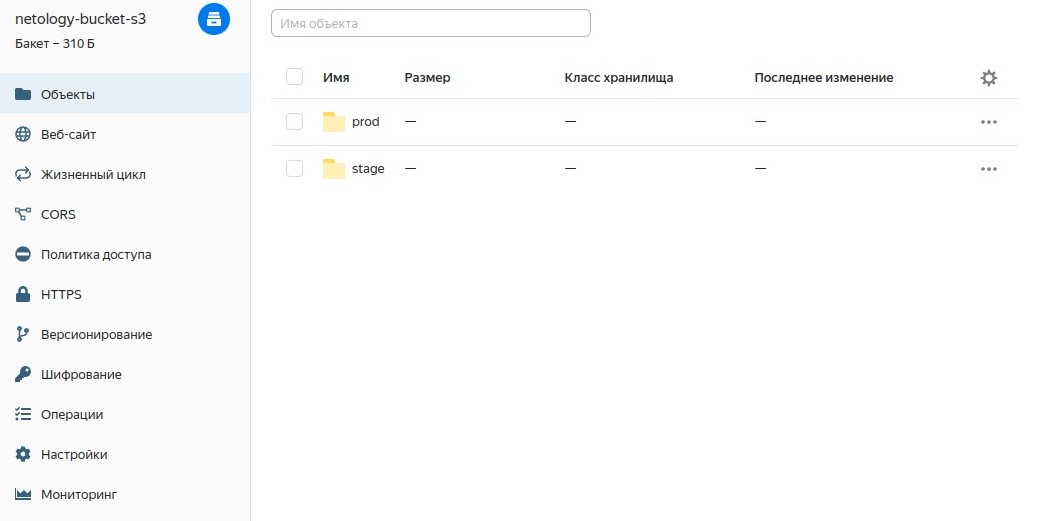 netology-bucket-s3
Бакет – 310 Б
Объекты
Веб-сайт
Жизненный цикл
CORS
Политика доступа
HTTPS
Версионирование
Шифрование
Операции
Настройки
Мониторинг
Имя объекта
Имя Размер Класс хранилища Последнее изменение
prod — — —
stage — — —